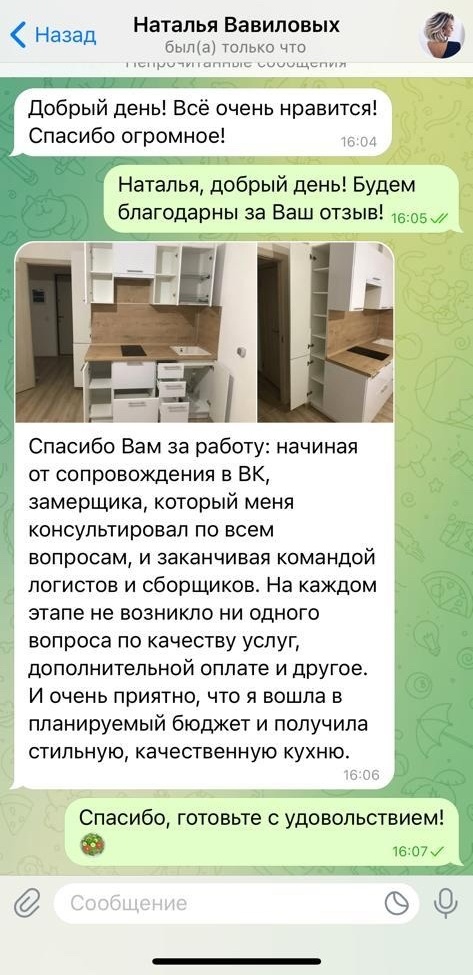 Назад
Наталья Вавиловых
был(а) только что
Непрочитанные сообщения
Добрый день! Всё очень нравится!
Спасибо огромное!
16:04
Наталья, добрый день! Будем
благодарны за Ваш отзыв!
16:05
Спасибо Вам за работу: начиная
от сопровождения в ВК,
замерщика, который меня
консультировал по всем
вопросам, и заканчивая командой
логистов и сборщиков. На каждом
этапе не возникло ни одного
вопроса по качеству услуг,
дополнительной оплате и другое.
И очень приятно, что я вошла в
планируемый бюджет и получила
стильную, качественную кухню.
16:06
Спасибо, готовьте с удовольствием!
16:07
Сообщение